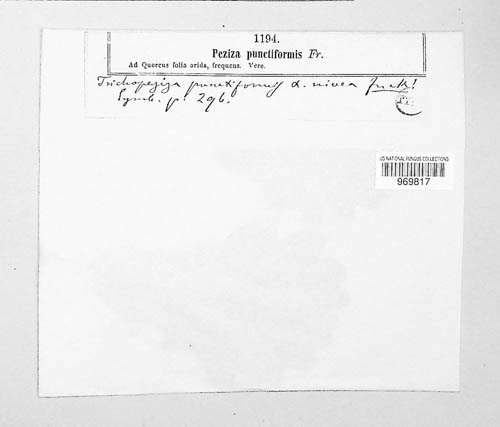 1194.
Peziza punctiformis Fr.
Ad Quercus folia arida, frequens. Vere.
Trichopeziza punctiformis α. nivea Fuck!
Symb. p. 296.
US NATIONAL FUNGUS COLLECTIONS
969817